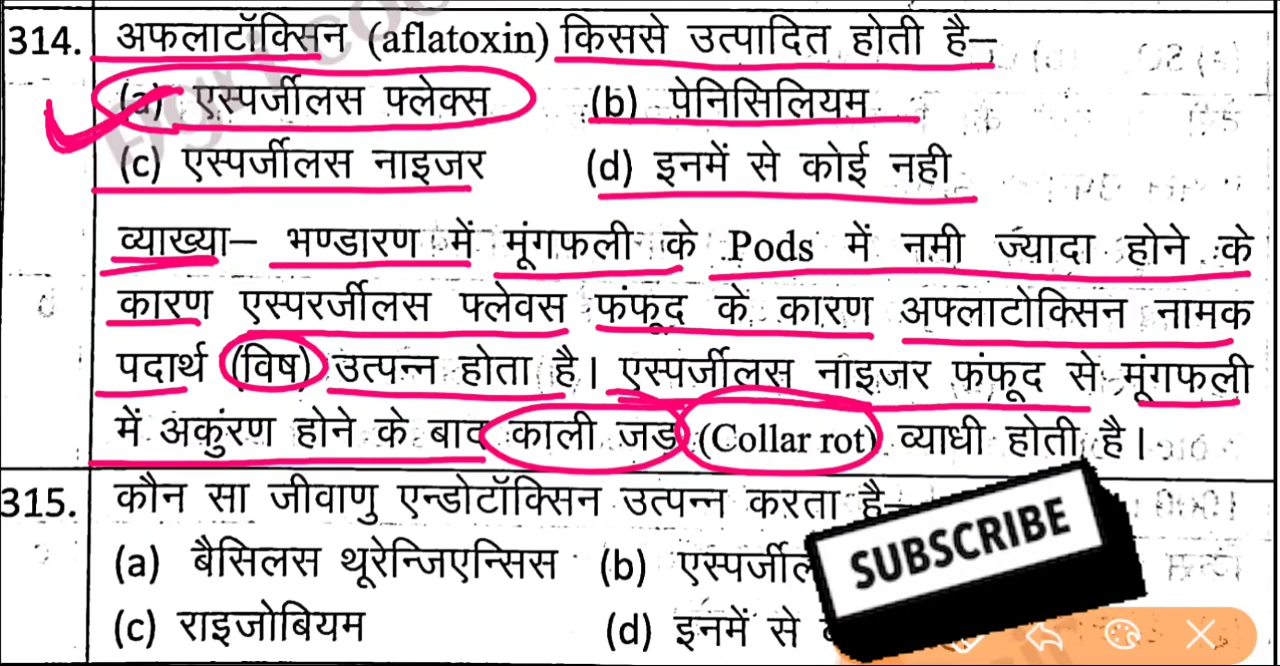 314. अफलाटॉक्सिन (aflatoxin) किससे उत्पादित होती है–
(a) एस्पर्जीलस फ्लेक्स (b) पेनिसिलियम
(c) एस्पर्जीलस नाइजर (d) इनमें से कोई नही
व्याख्या– भण्डारण में मूंगफली के Pods में नमी ज्यादा होने के
कारण एस्परर्जीलस फ्लेवस फंफूद के कारण अफ्लाटोक्सिन नामक
पदार्थ (विष) उत्पन्न होता है। एस्पर्जीलस नाइजर फंफूद से मूंगफली
में अकुंरण होने के बाद काली जड (Collar rot) व्याधी होती है।
315. कौन सा जीवाणु एन्डोटॉक्सिन उत्पन्न करता है–
(a) बैसिलस थूरेन्जिएन्सिस (b) एस्पर्जील
SUBSCRIBE
(c) राइजोबियम (d) इनमें से